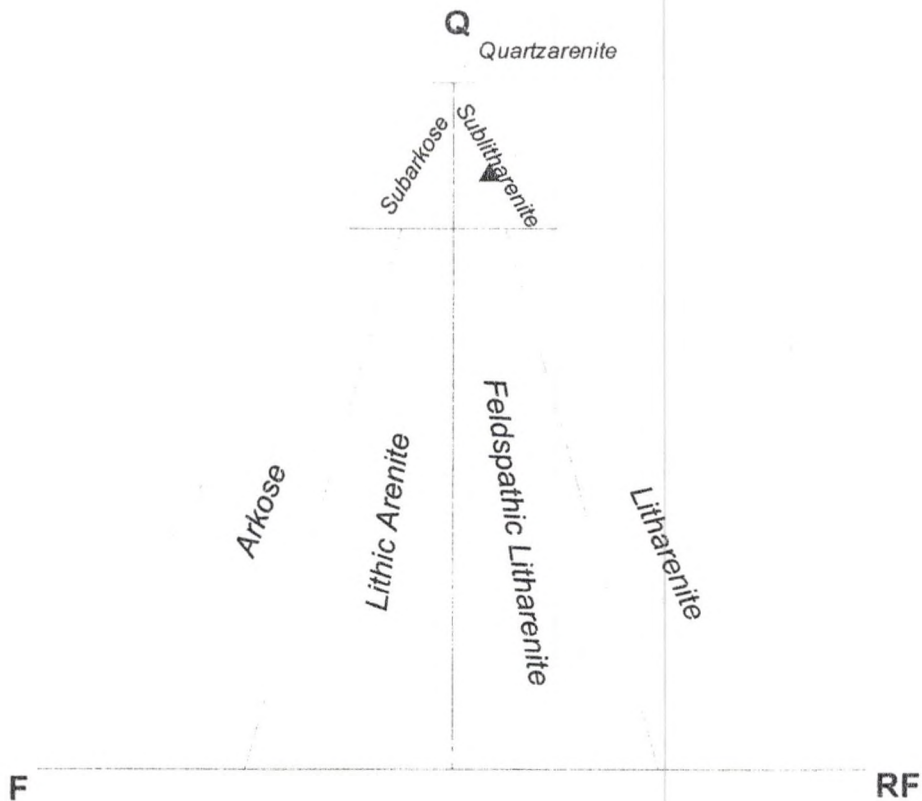 Q
Quartzarenite
Subarkose
Sublitharenite
Arkose
Lithic Arenite
Feldspathic Litharenite
Litharenite
F
RF